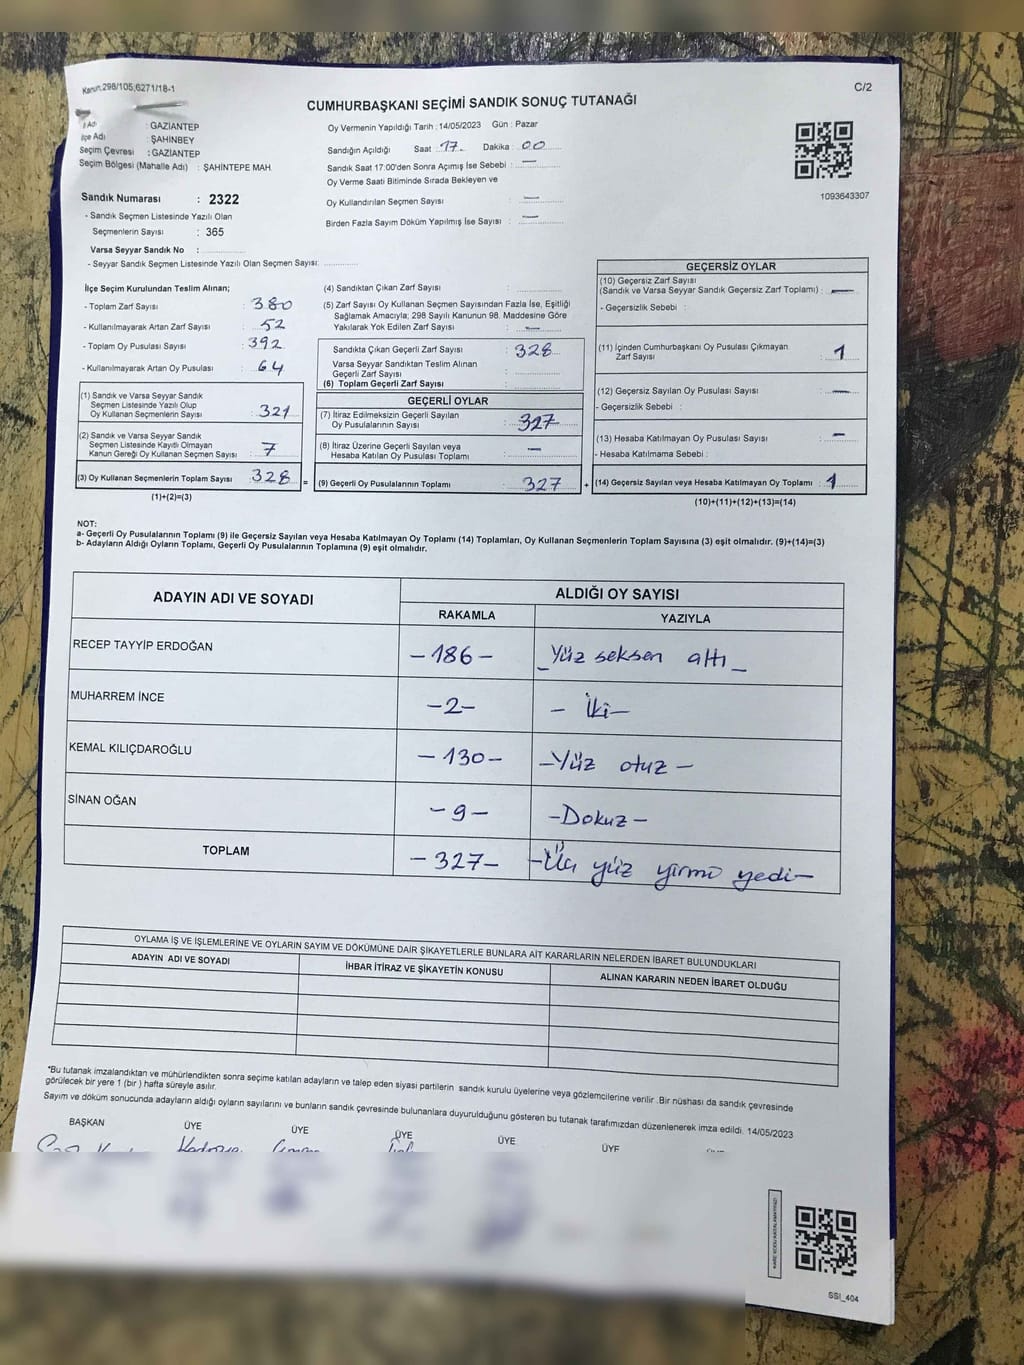 Kanun.298/105;6271/18-1
C/2
CUMHURBAŞKANI SEÇİMİ SANDIK SONUÇ TUTANAĞI
İl Adı : GAZİANTEP
İlçe Adı : ŞAHİNBEY
Seçim Çevresi : GAZİANTEP
Seçim Bölgesi (Mahalle Adı) : ŞAHİNTEPE MAH.
Sandık Numarası : 2322
- Sandık Seçmen Listesinde Yazılı Olan
Seçmenlerin Sayısı : 365
Varsa Seyyar Sandık No :
- Seyyar Sandık Seçmen Listesinde Yazılı Olan Seçmen Sayısı:
Oy Vermenin Yapıldığı Tarih : 14/05/2023 Gün : Pazar
Sandığın Açıldığı Saat : 17 Dakika : 00
Sandık Saat 17:00'den Sonra Açımış İse Sebebi : —
Oy Verme Saati Bitiminde Sırada Bekleyen ve
Oy Kullandırılan Seçmen Sayısı : —
Birden Fazla Sayım Döküm Yapılmış İse Sayısı : —
1093643307
İlçe Seçim Kurulundan Teslim Alınan;
- Toplam Zarf Sayısı : 380
- Kullanılmayarak Artan Zarf Sayısı : 52
- Toplam Oy Pusulası Sayısı : 392
- Kullanılmayarak Artan Oy Pusulası : 64
(1) Sandık ve Varsa Seyyar Sandık
Seçmen Listesinde Yazılı Olup
Oy Kullanan Seçmenlerin Sayısı : 321
(2) Sandık ve Varsa Seyyar Sandık
Seçmen Listesinde Kayıtlı Olmayan
Kanun Gereği Oy Kullanan Seçmen Sayısı : 7
(3) Oy Kullanan Seçmenlerin Toplam Sayısı : 328 =
(1)+(2)=(3)
(4) Sandıktan Çıkan Zarf Sayısı :
(5) Zarf Sayısı Oy Kullanan Seçmen Sayısından Fazla İse, Eşitliği
Sağlamak Amacıyla; 298 Sayılı Kanunun 98. Maddesine Göre
Yakılarak Yok Edilen Zarf Sayısı : —
Sandıkta Çıkan Geçerli Zarf Sayısı : 328
Varsa Seyyar Sandıktan Teslim Alınan
Geçerli Zarf Sayısı :
(6) Toplam Geçerli Zarf Sayısı :
GEÇERLİ OYLAR
(7) İtiraz Edilmeksizin Geçerli Sayılan
Oy Pusulalarının Sayısı : 327
(8) İtiraz Üzerine Geçerli Sayılan veya
Hesaba Katılan Oy Pusulası Toplamı : —
(9) Geçerli Oy Pusulalarının Toplamı : 327 +
GEÇERSİZ OYLAR
(10) Geçersiz Zarf Sayısı
(Sandık ve Varsa Seyyar Sandık Geçersiz Zarf Toplamı) : —
- Geçersizlik Sebebi :
(11) İçinden Cumhurbaşkanı Oy Pusulası Çıkmayan
Zarf Sayısı : 1
(12) Geçersiz Sayılan Oy Pusulası Sayısı : —
- Geçersizlik Sebebi :
(13) Hesaba Katılmayan Oy Pusulası Sayısı : —
- Hesaba Katılmama Sebebi :
(14) Geçersiz Sayılan veya Hesaba Katılmayan Oy Toplamı : 1
(10)+(11)+(12)+(13)=(14)
NOT:
a- Geçerli Oy Pusulalarının Toplamı (9) ile Geçersiz Sayılan veya Hesaba Katılmayan Oy Toplamı (14) Toplamları, Oy Kullanan Seçmenlerin Toplam Sayısına (3) eşit olmalıdır. (9)+(14)=(3)
b- Adayların Aldığı Oyların Toplamı, Geçerli Oy Pusulalarının Toplamına (9) eşit olmalıdır.
ADAYIN ADI VE SOYADI ALDIĞI OY SAYISI
RAKAMLA YAZIYLA
RECEP TAYYİP ERDOĞAN -186- -Yüz seksen altı-
MUHARREM İNCE -2- - İki-
KEMAL KILIÇDAROĞLU -130- -Yüz otuz-
SİNAN OĞAN -9- -Dokuz-
TOPLAM -327- -Üç yüz yirmi yedi-
OYLAMA İŞ VE İŞLEMLERİNE VE OYLARIN SAYIM VE DÖKÜMÜNE DAİR ŞİKAYETLERLE BUNLARA AİT KARARLARIN NELERDEN İBARET BULUNDUKLARI
ADAYIN ADI VE SOYADI İHBAR İTİRAZ VE ŞİKAYETİN KONUSU ALINAN KARARIN NEDEN İBARET OLDUĞU
*Bu tutanak imzalandıktan ve mühürlendikten sonra seçime katılan adayların ve talep eden siyasi partilerin sandık kurulu üyelerine veya gözlemcilerine verilir .Bir nüshası da sandık çevresinde
görülecek bir yere 1 (bir ) hafta süreyle asılır.
Sayım ve döküm sonucunda adayların aldığı oyların sayılarını ve bunların sandık çevresinde bulunanlara duyurulduğunu gösteren bu tutanak tarafımızdan düzenlenerek imza edildi. 14/05/2023
BAŞKAN ÜYE ÜYE ÜYE ÜYE ÜYE
SSI_404